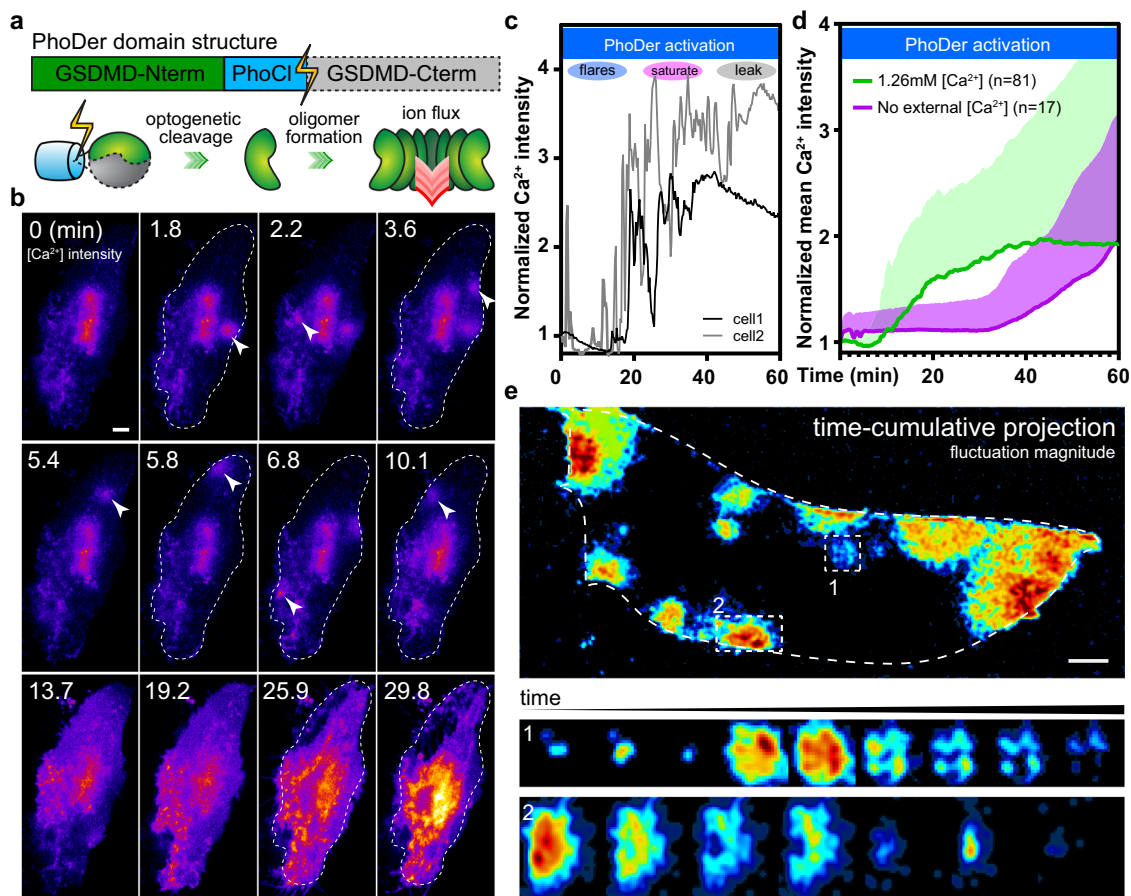 a
PhoDer domain structure
GSDMD-Nterm PhoCl GSDMD-Cterm
optogenetic
cleavage
oligomer
formation
ion flux
b
0 (min)
[Ca²⁺] intensity
1.8
2.2
3.6
5.4
5.8
6.8
10.1
13.7
19.2
25.9
29.8
c
PhoDer activation
flares saturate leak
Normalized Ca²⁺ intensity
4
3
2
1
cell1
cell2
0 20 40 60
d
PhoDer activation
1.26mM [Ca²⁺] (n=81)
No external [Ca²⁺] (n=17)
Normalized mean Ca²⁺ intensity
4
3
2
1
Time (min) 20 40 60
e
time-cumulative projection
fluctuation magnitude
1
2
time
1
2